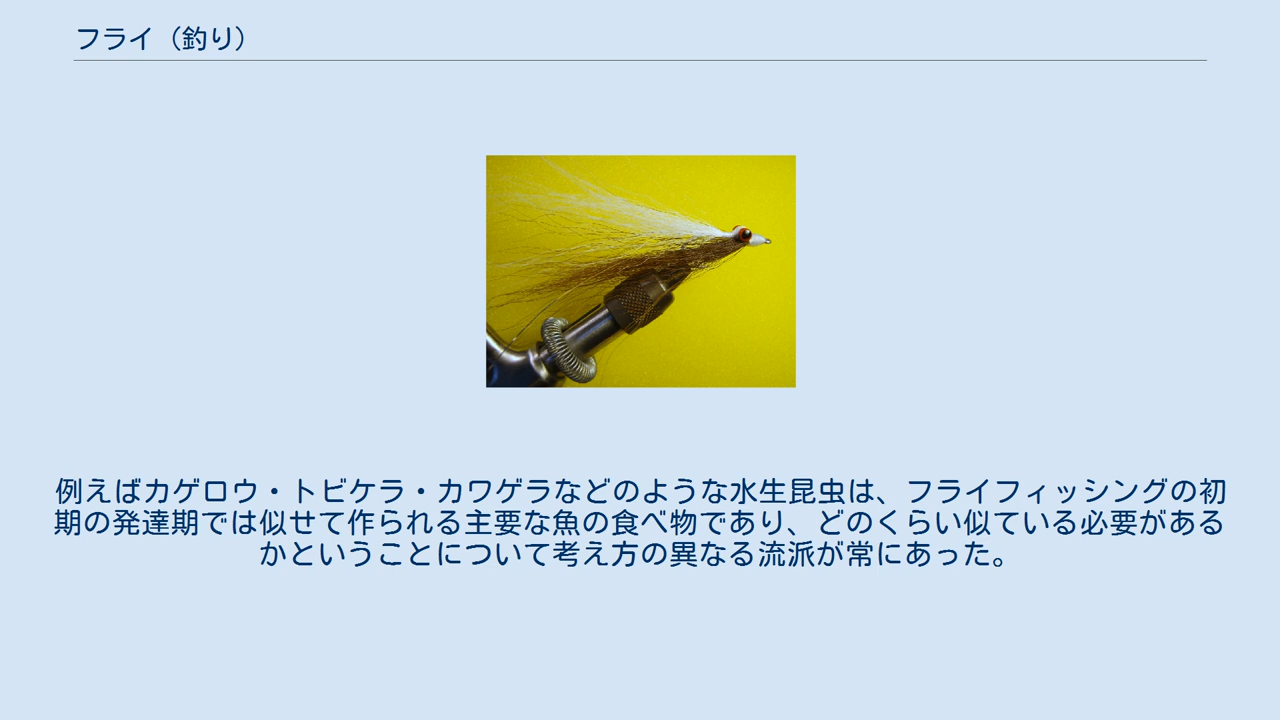 フライ（釣り）
例えばカゲロウ・トビケラ・カワゲラなどのような水生昆虫は、フライフィッシングの初
期の発達期では似せて作られる主要な魚の食べ物であり、どのくらい似ている必要がある
かということについて考え方の異なる流派が常にあった。